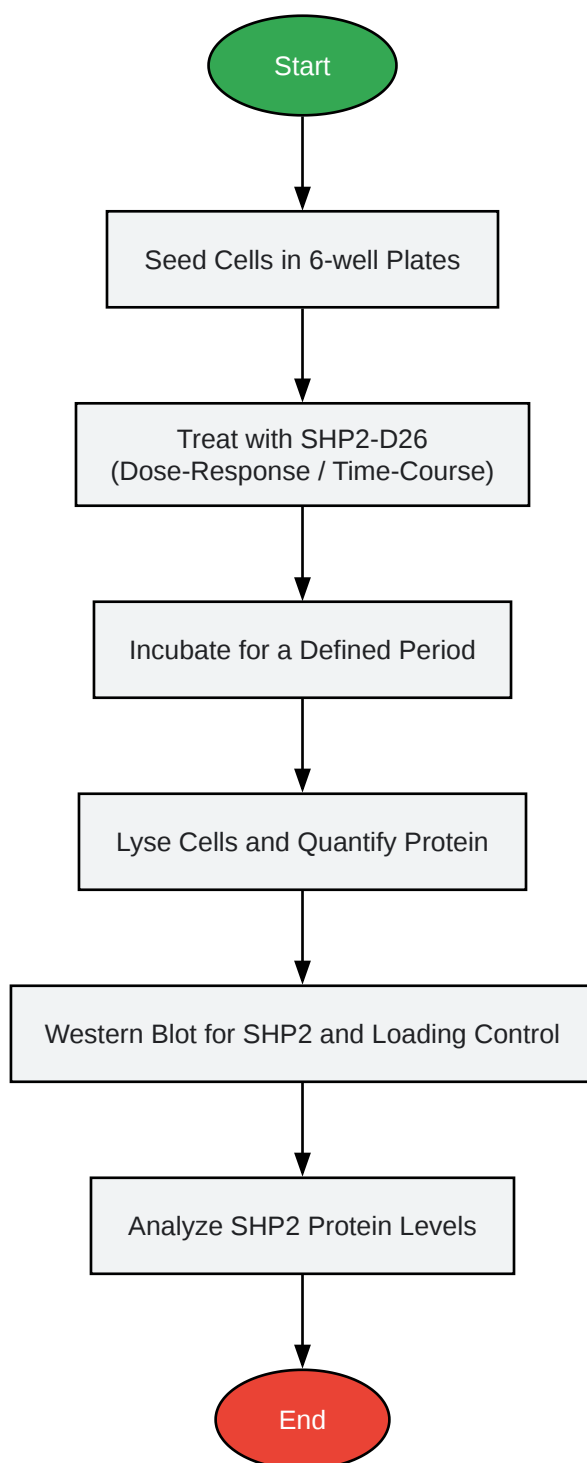 Start
Seed Cells in 6-well Plates
Treat with SHP2-D26
(Dose-Response / Time-Course)
Incubate for a Defined Period
Lyse Cells and Quantify Protein
Western Blot for SHP2 and Loading Control
Analyze SHP2 Protein Levels
End